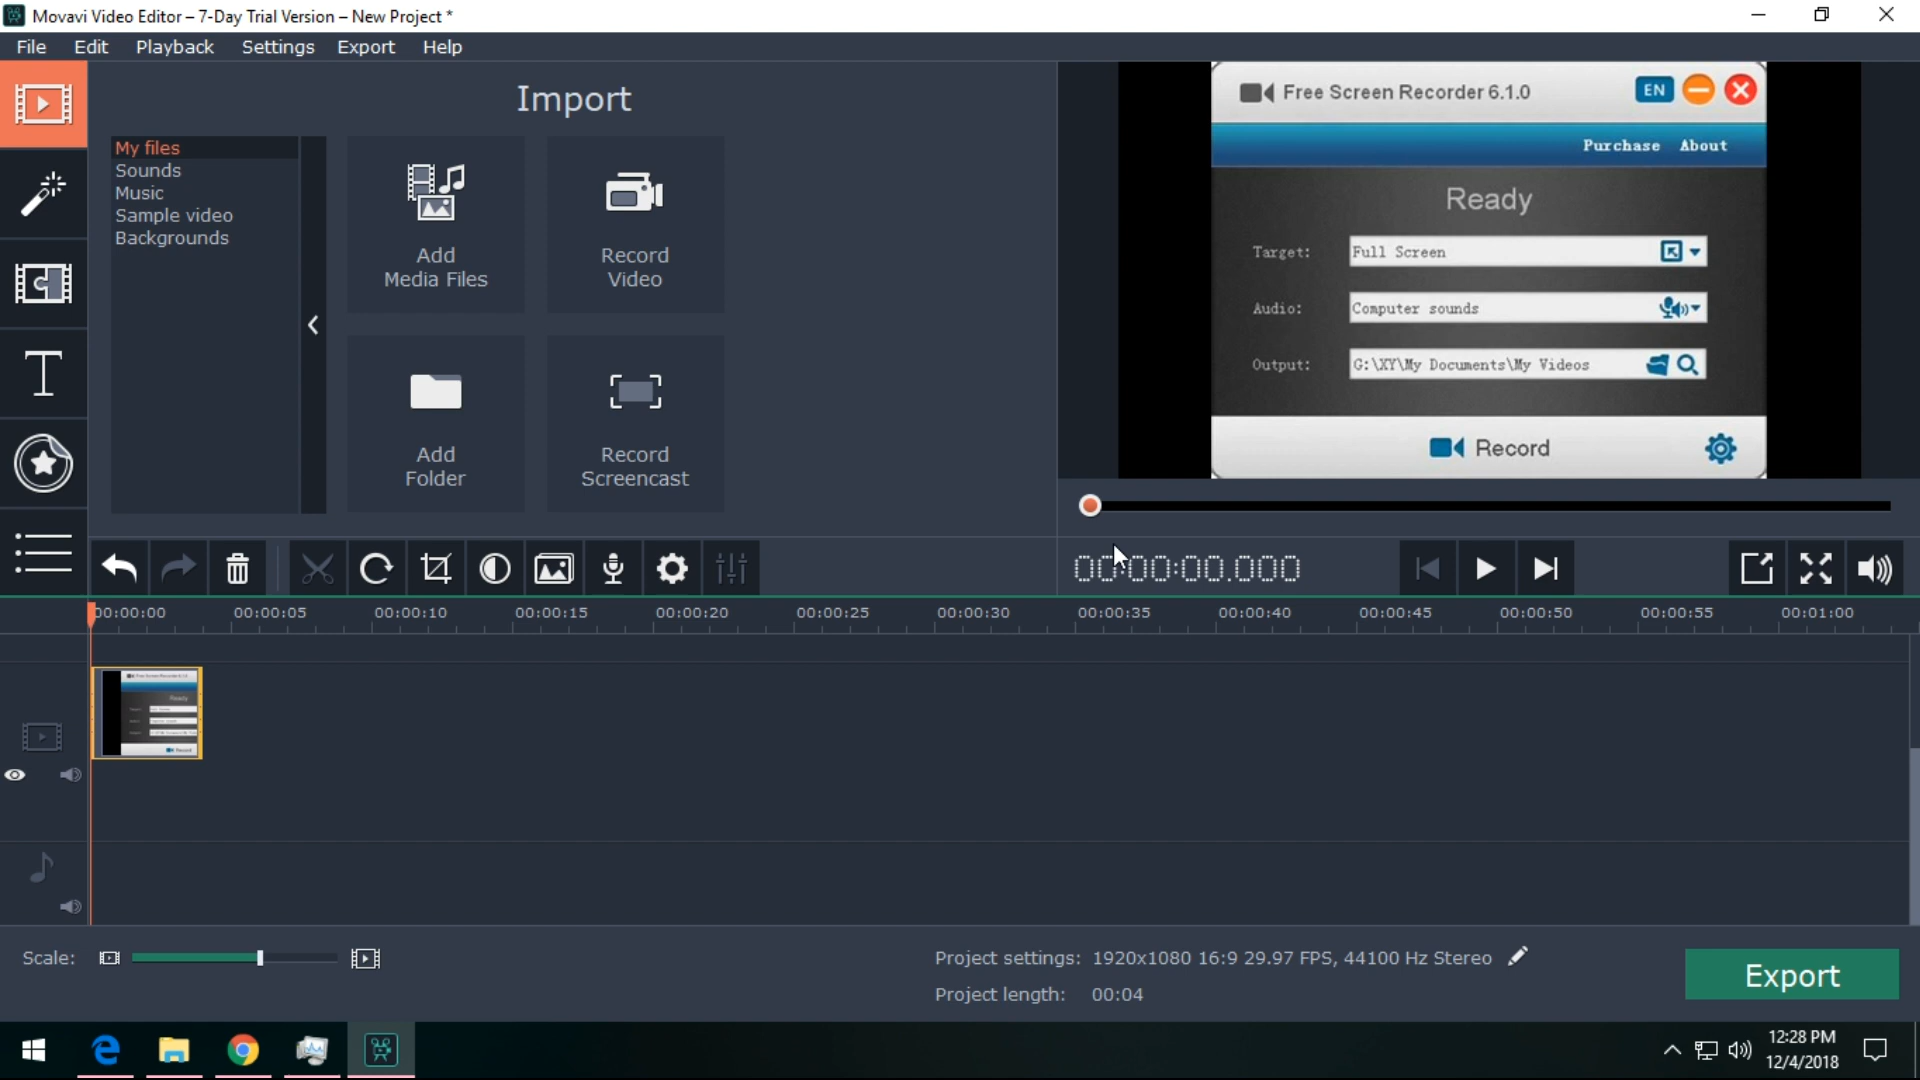 Movavi Video Editor – 7-Day Trial Version – New Project *
File Edit Playback Settings Export Help
Import
My files
Sounds
Music
Sample video
Backgrounds
Add
Media Files
Record
Video
Add
Folder
Record
Screencast
Free Screen Recorder 6.1.0
EN
Purchase About
Ready
Target: Full Screen
Audio: Computer sounds
Output: G:\XY\My Documents\My Videos
Record
00:00:00.000
00:00:00 00:00:05 00:00:10 00:00:15 00:00:20 00:00:25 00:00:30 00:00:35 00:00:40 00:00:45 00:00:50 00:00:55 00:01:00
Ready
Record
Scale:
Project settings: 1920x1080 16:9 29.97 FPS, 44100 Hz Stereo
Project length: 00:04
Export
12:28 PM
12/4/2018